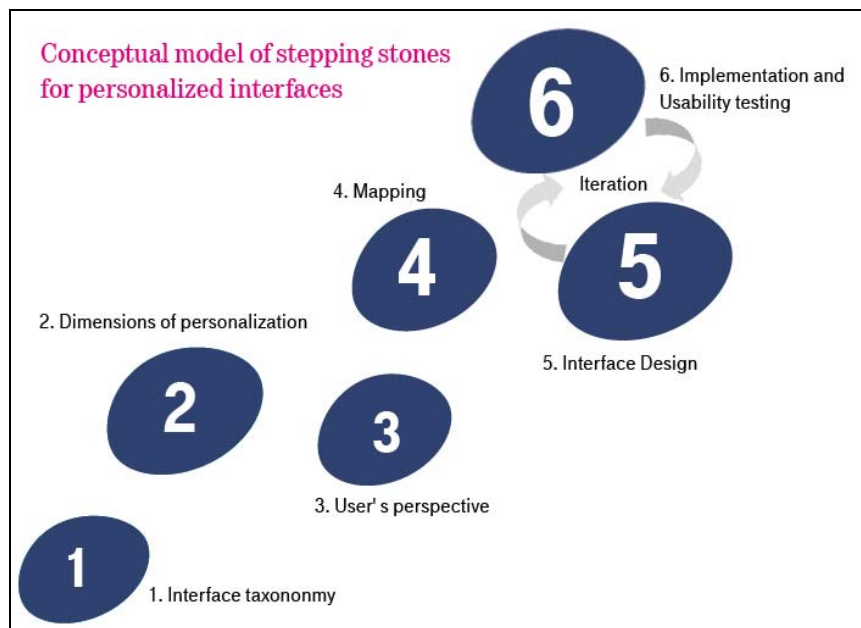 Conceptual model of stepping stones
for personalized interfaces
6
6. Implementation and
Usability testing
Iteration
4. Mapping
4
5
5. Interface Design
2. Dimensions of personalization
2
3
3. User's perspective
1
1. Interface taxononmy